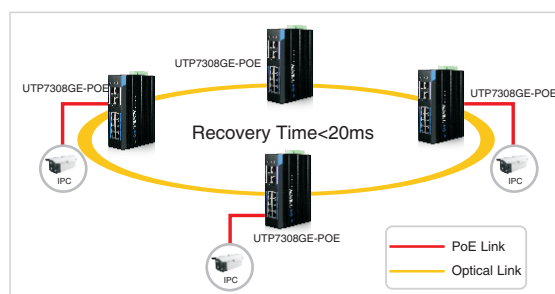 UTP7308GE-POE
UTP7308GE-POE
UTP7308GE-POE
Recovery Time<20ms
IPC
IPC
UTP7308GE-POE
IPC
PoE Link
Optical Link